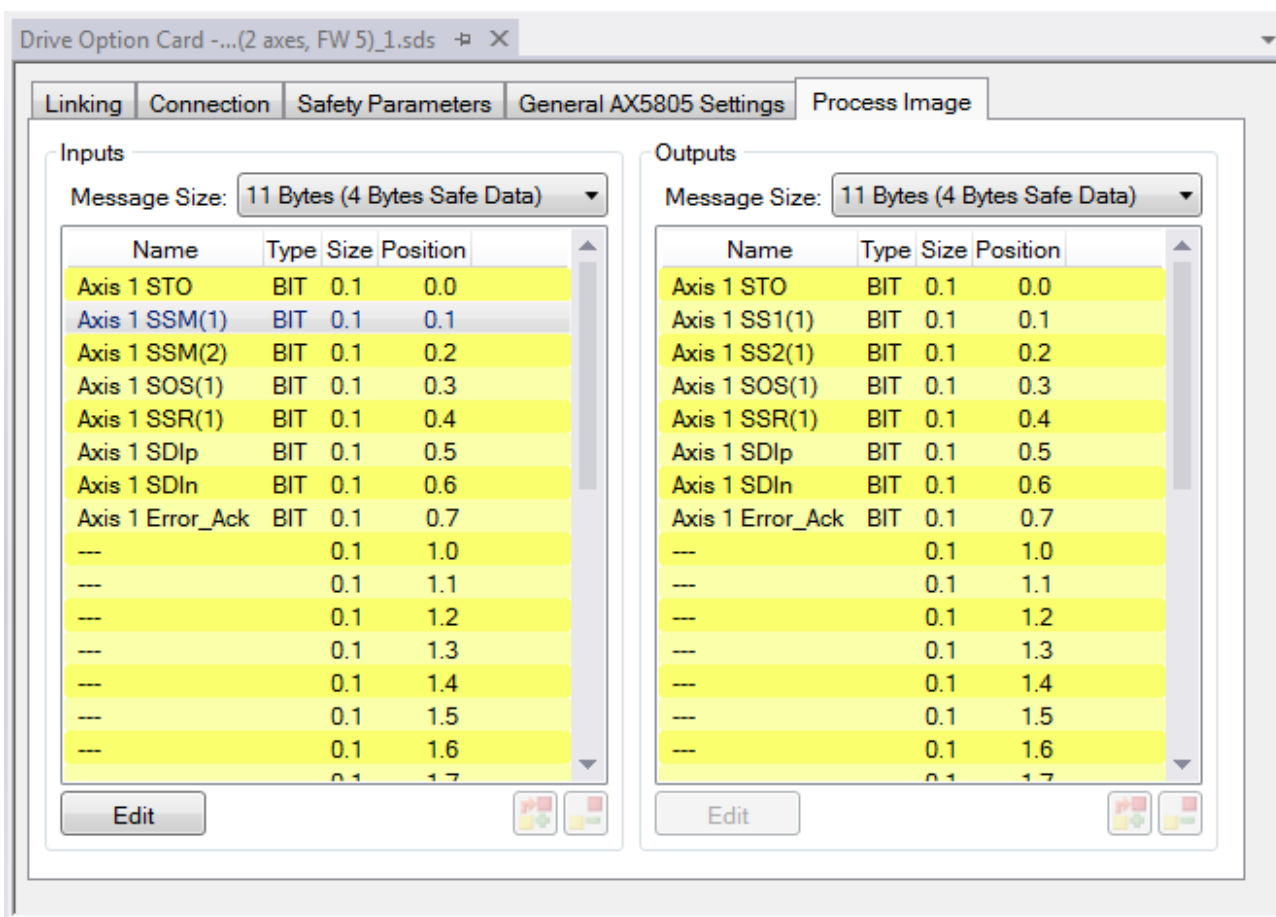 Drive Option Card -...(2 axes, FW 5)_1.sds
Linking Connection Safety Parameters General AX5805 Settings Process Image
Inputs
Message Size: 11 Bytes (4 Bytes Safe Data)
Name Type Size Position
Axis 1 STO BIT 0.1 0.0
Axis 1 SSM(1) BIT 0.1 0.1
Axis 1 SSM(2) BIT 0.1 0.2
Axis 1 SOS(1) BIT 0.1 0.3
Axis 1 SSR(1) BIT 0.1 0.4
Axis 1 SDIp BIT 0.1 0.5
Axis 1 SDIn BIT 0.1 0.6
Axis 1 Error_Ack BIT 0.1 0.7
--- 0.1 1.0
--- 0.1 1.1
--- 0.1 1.2
--- 0.1 1.3
--- 0.1 1.4
--- 0.1 1.5
--- 0.1 1.6
0.1 1.7
Edit
Outputs
Message Size: 11 Bytes (4 Bytes Safe Data)
Name Type Size Position
Axis 1 STO BIT 0.1 0.0
Axis 1 SS1(1) BIT 0.1 0.1
Axis 1 SS2(1) BIT 0.1 0.2
Axis 1 SOS(1) BIT 0.1 0.3
Axis 1 SSR(1) BIT 0.1 0.4
Axis 1 SDIp BIT 0.1 0.5
Axis 1 SDIn BIT 0.1 0.6
Axis 1 Error_Ack BIT 0.1 0.7
--- 0.1 1.0
--- 0.1 1.1
--- 0.1 1.2
--- 0.1 1.3
--- 0.1 1.4
--- 0.1 1.5
--- 0.1 1.6
0.1 1.7
Edit